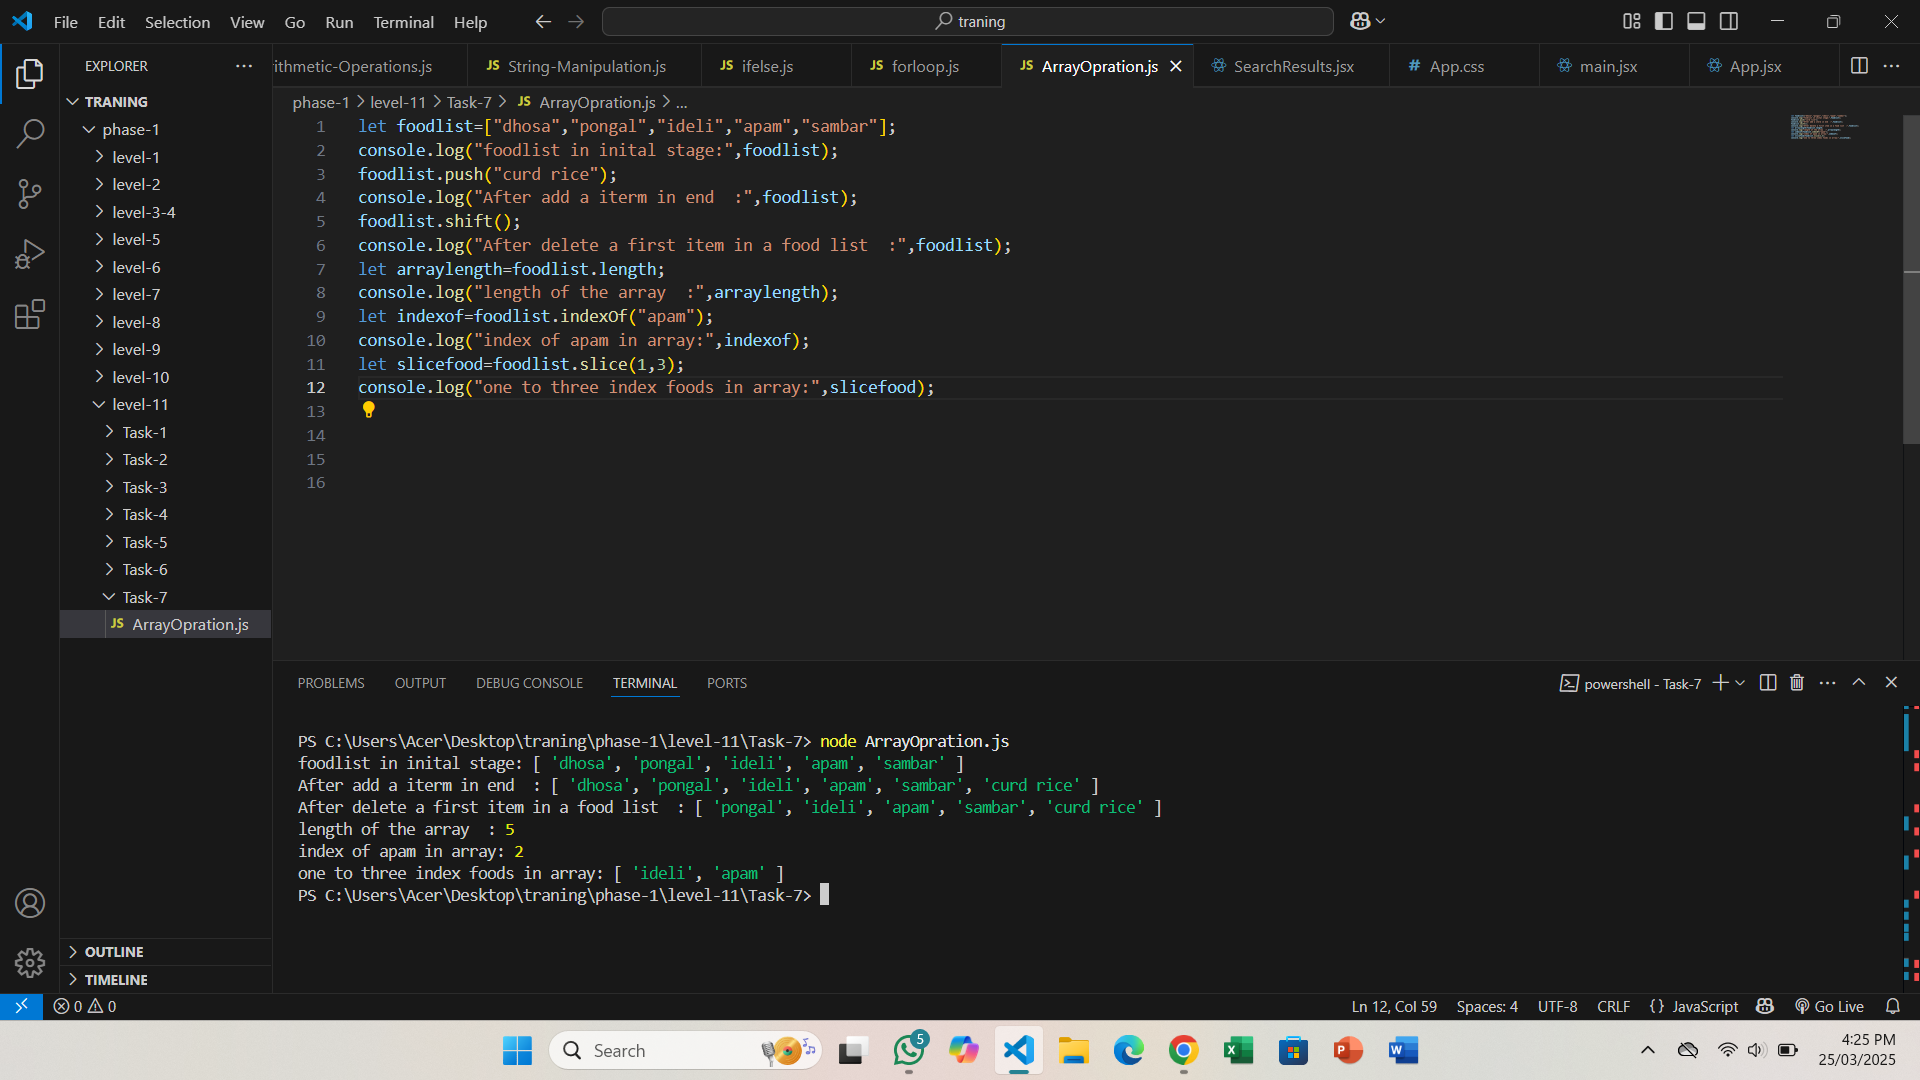 File Edit Selection View Go Run Terminal Help
traning
EXPLORER
ithmetic-Operations.js
JS String-Manipulation.js
JS ifelse.js
JS forloop.js
JS ArrayOpration.js
SearchResults.jsx
# App.css
main.jsx
App.jsx
TRANING
phase-1
level-1
level-2
level-3-4
level-5
level-6
level-7
level-8
level-9
level-10
level-11
Task-1
Task-2
Task-3
Task-4
Task-5
Task-6
Task-7
JS ArrayOpration.js
OUTLINE
TIMELINE
phase-1 > level-11 > Task-7 > JS ArrayOpration.js > ...
1 let foodlist=["dhosa","pongal","ideli","apam","sambar"];
2 console.log("foodlist in inital stage:",foodlist);
3 foodlist.push("curd rice");
4 console.log("After add a iterm in end  :",foodlist);
5 foodlist.shift();
6 console.log("After delete a first item in a food list  :",foodlist);
7 let arraylength=foodlist.length;
8 console.log("length of the array  :",arraylength);
9 let indexof=foodlist.indexOf("apam");
10 console.log("index of apam in array:",indexof);
11 let slicefood=foodlist.slice(1,3);
12 console.log("one to three index foods in array:",slicefood);
13
14
15
16
PROBLEMS OUTPUT DEBUG CONSOLE TERMINAL PORTS
powershell - Task-7
PS C:\Users\Acer\Desktop\traning\phase-1\level-11\Task-7> node ArrayOpration.js
foodlist in inital stage: [ 'dhosa', 'pongal', 'ideli', 'apam', 'sambar' ]
After add a iterm in end  : [ 'dhosa', 'pongal', 'ideli', 'apam', 'sambar', 'curd rice' ]
After delete a first item in a food list  : [ 'pongal', 'ideli', 'apam', 'sambar', 'curd rice' ]
length of the array  : 5
index of apam in array: 2
one to three index foods in array: [ 'ideli', 'apam' ]
PS C:\Users\Acer\Desktop\traning\phase-1\level-11\Task-7>
0 0
Ln 12, Col 59 Spaces: 4 UTF-8 CRLF {} JavaScript Go Live
Search
5
4:25 PM
25/03/2025